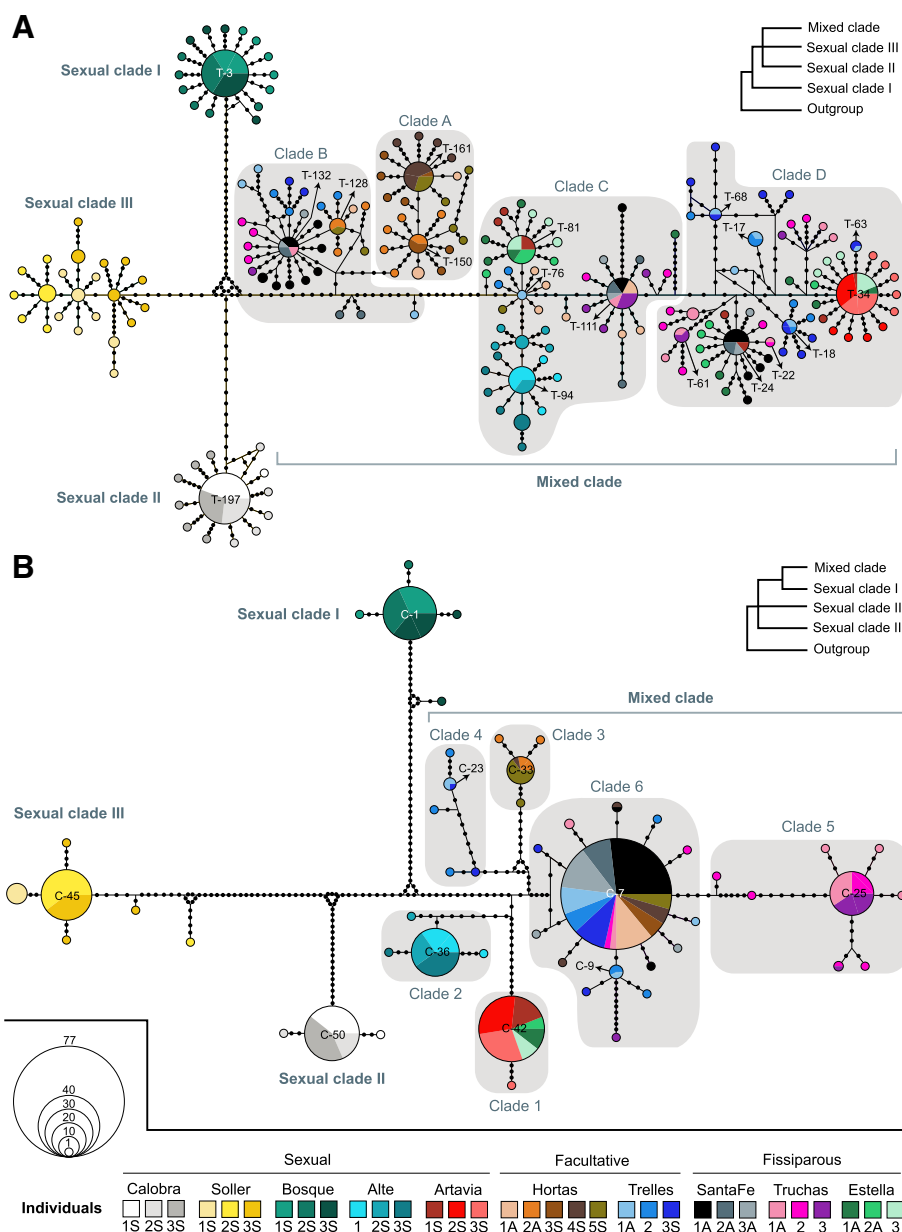 A
Sexual clade I
T-3
Mixed clade
Sexual clade III
Sexual clade II
Sexual clade I
Outgroup
Clade A
T-161
Clade B
T-132
T-128
Clade C
Clade D
Sexual clade III
T-81
T-68
T-17
T-63
T-150
T-76
T-34
T-111
T-18
T-94
T-61
T-24
T-22
Mixed clade
Sexual clade II
T-197
B
Mixed clade
Sexual clade I
Sexual clade II
Sexual clade II
Outgroup
Sexual clade I
C-1
Mixed clade
Clade 4
Clade 3
C-23
C-33
Clade 6
Sexual clade III
Clade 5
C-45
C-7
C-25
C-36
C-9
Clade 2
C-50
C-42
Sexual clade II
Clade 1
77
40
30
20
10
1
Sexual Facultative Fissiparous
Calobra Soller Bosque Alte Artavia Hortas Trelles SantaFe Truchas Estella
Individuals
1S 2S 3S 1S 2S 3S 1S 2S 3S 1 2S 3S 1S 2S 3S 1A 2A 3S 4S 5S 1A 2 3S 1A 2A 3A 1A 2 3 1A 2A 3